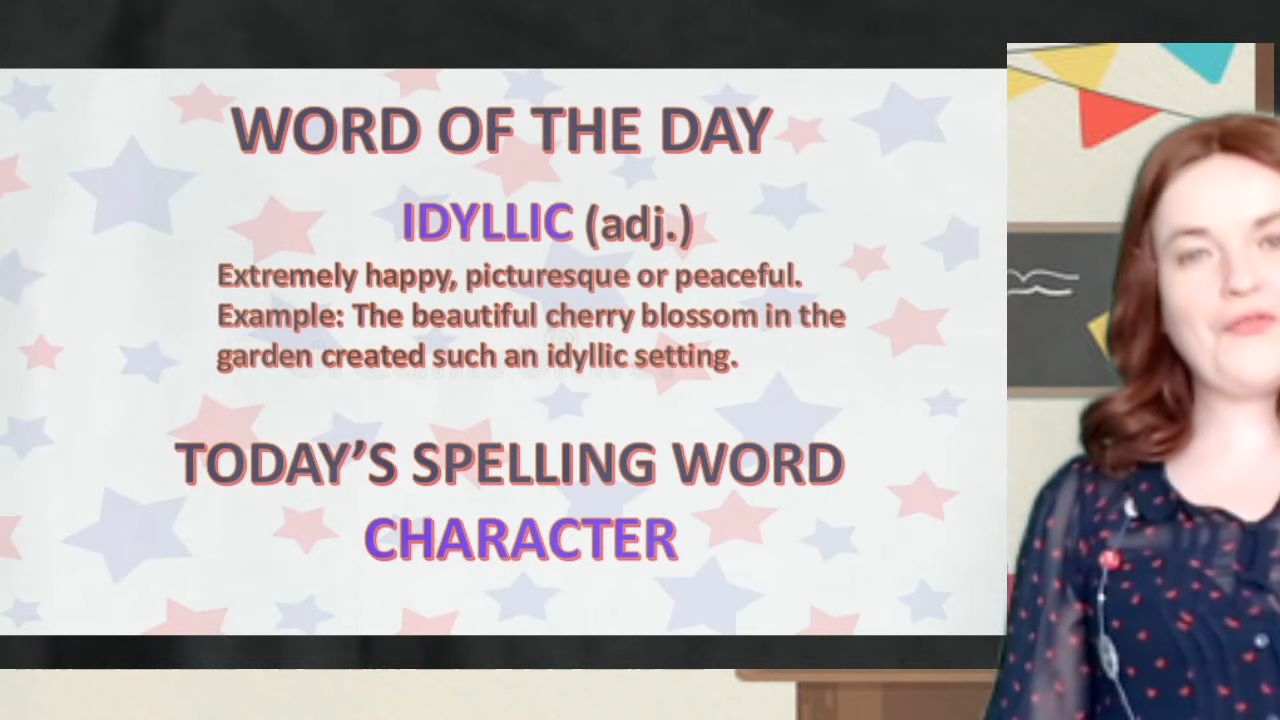 WORD OF THE DAY
IDYLLIC (adj.)
Extremely happy, picturesque or peaceful.
Example: The beautiful cherry blossom in the
garden created such an idyllic setting.
TODAY’S SPELLING WORD
CHARACTER